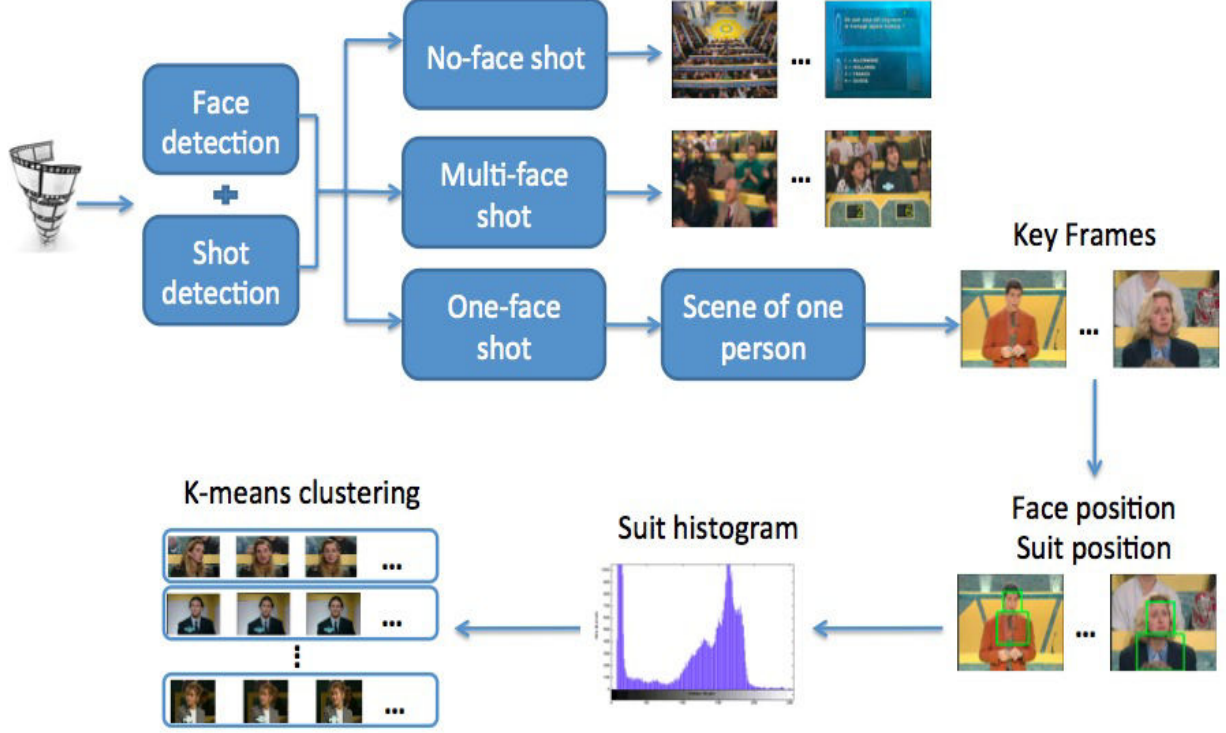 No-face shot
Face
detection
Multi-face
shot
Shot
detection
One-face
shot
Scene of one
person
Key Frames
...
...
...
Face position
Suit position
...
Suit histogram
K-means clustering
...
...
...